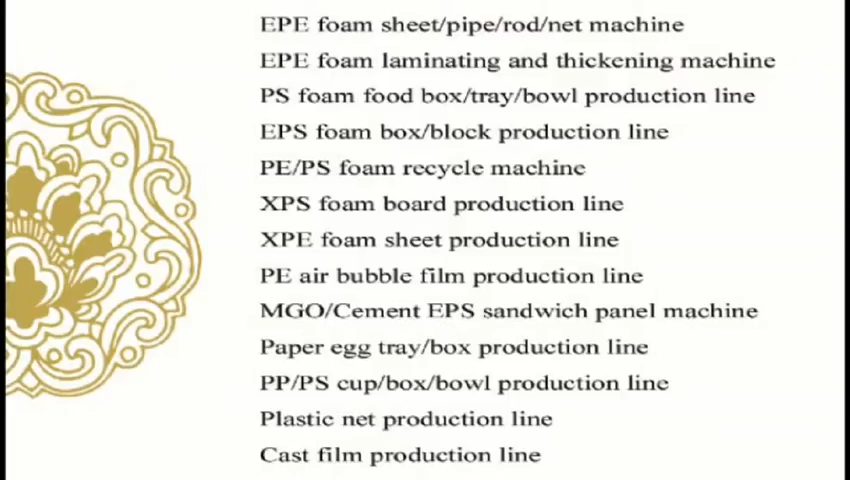 EPE foam sheet/pipe/rod/net machine
EPE foam laminating and thickening machine
PS foam food box/tray/bowl production line
EPS foam box/block production line
PE/PS foam recycle machine
XPS foam board production line
XPE foam sheet production line
PE air bubble film production line
MGO/Cement EPS sandwich panel machine
Paper egg tray/box production line
PP/PS cup/box/bowl production line
Plastic net production line
Cast film production line